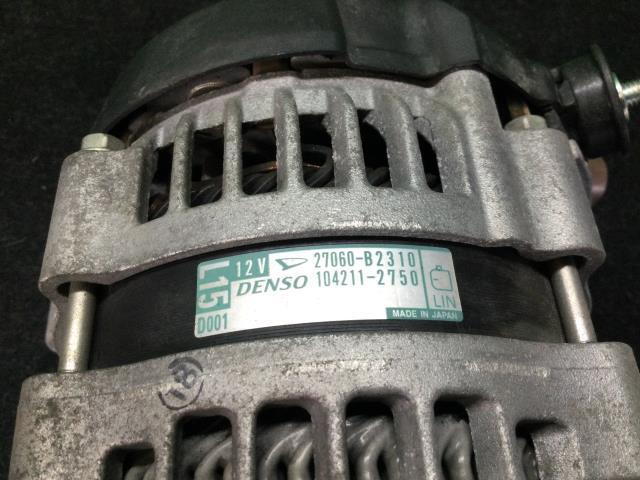 L15
D001
12V 27060-B2310
DENSO 104211-2750
LIN
MADE IN JAPAN